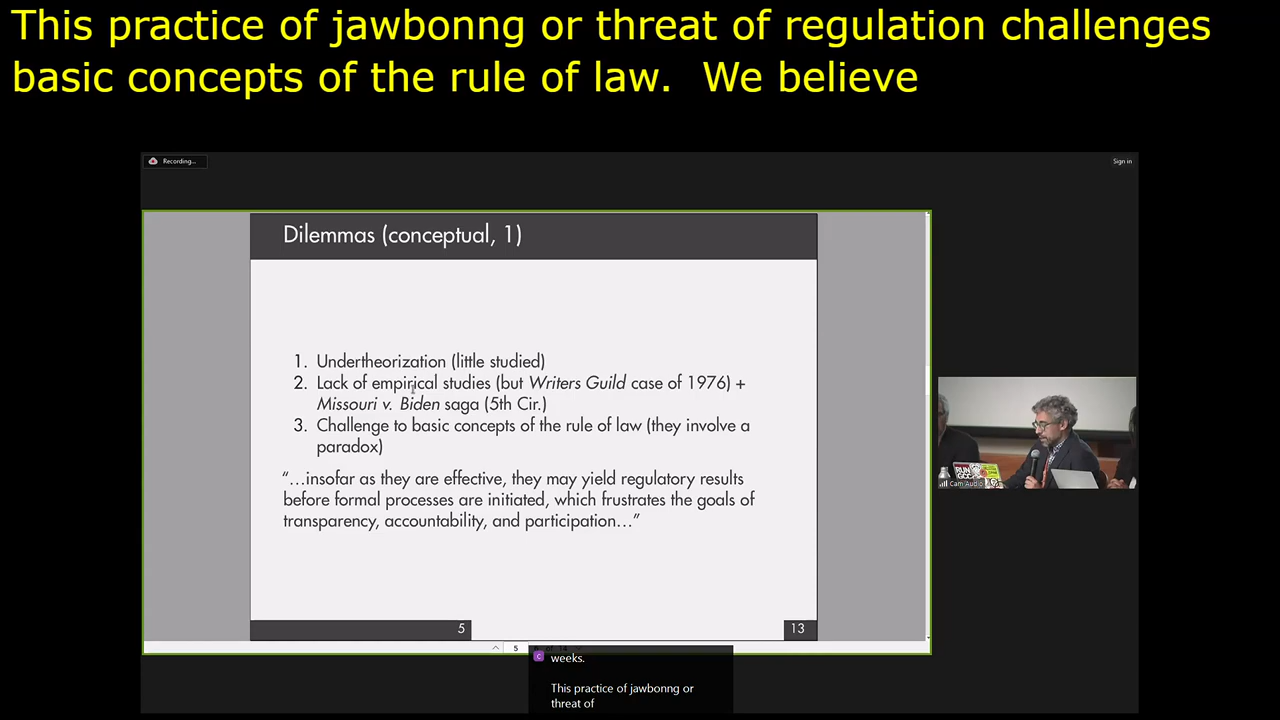 This practice of jawbonng or threat of regulation challenges
basic concepts of the rule of law.  We believe
Recording...
Sign in
Dilemmas (conceptual, 1)
1. Undertheorization (little studied)
2. Lack of empirical studies (but Writers Guild case of 1976) +
Missouri v. Biden saga (5th Cir.)
3. Challenge to basic concepts of the rule of law (they involve a
paradox)
“…insofar as they are effective, they may yield regulatory results
before formal processes are initiated, which frustrates the goals of
transparency, accountability, and participation…”
5
13
Cam Audio
5
C
weeks.
This practice of jawbonng or
threat of